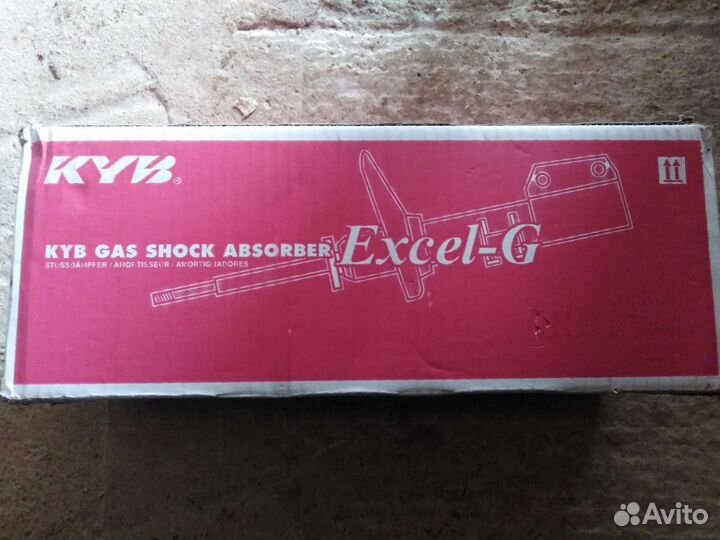 KYB®
KYB GAS SHOCK ABSORBER Excel-G
STOSSDÄMPFER / AMORTISSEUR / AMORTIGUADORES
Avito